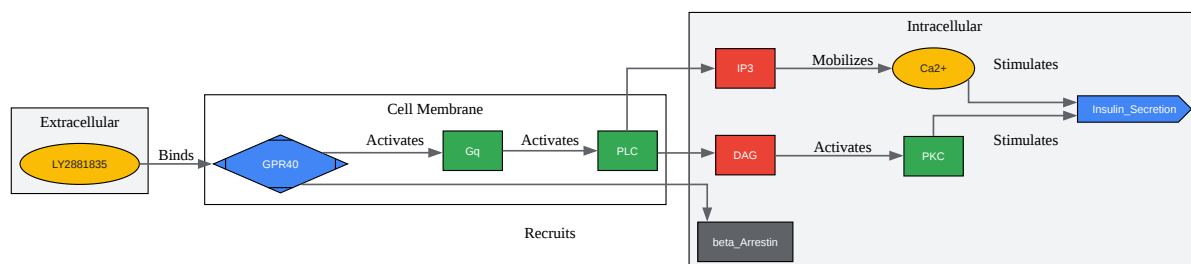 Extracellular
LY2881835
Binds
Cell Membrane
GPR40
Activates
Gq
Activates
PLC
Recruits
Intracellular
IP3
Mobilizes
Ca2+
Stimulates
Insulin_Secretion
DAG
Activates
PKC
Stimulates
beta_Arrestin